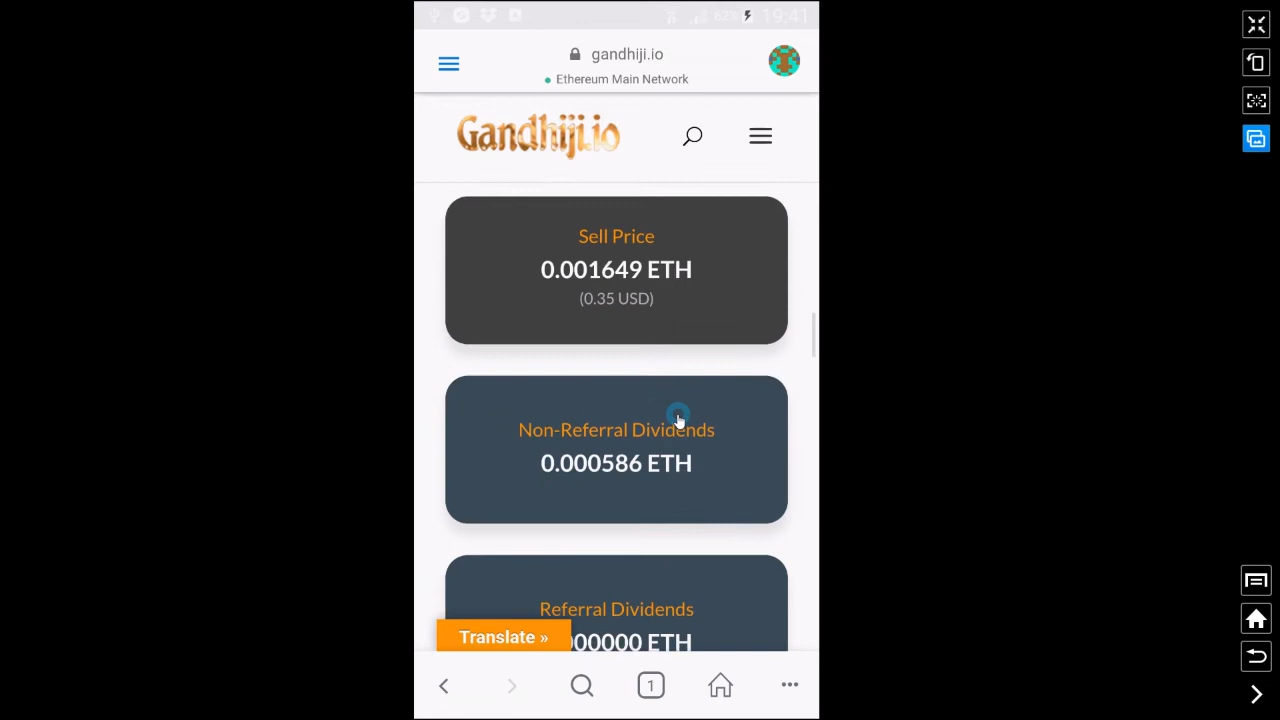 62% 19:41
gandhiji.io
Ethereum Main Network
Gandhiji.io
Sell Price
0.001649 ETH
(0.35 USD)
Non-Referral Dividends
0.000586 ETH
Referral Dividends
Translate »
00000 ETH
1